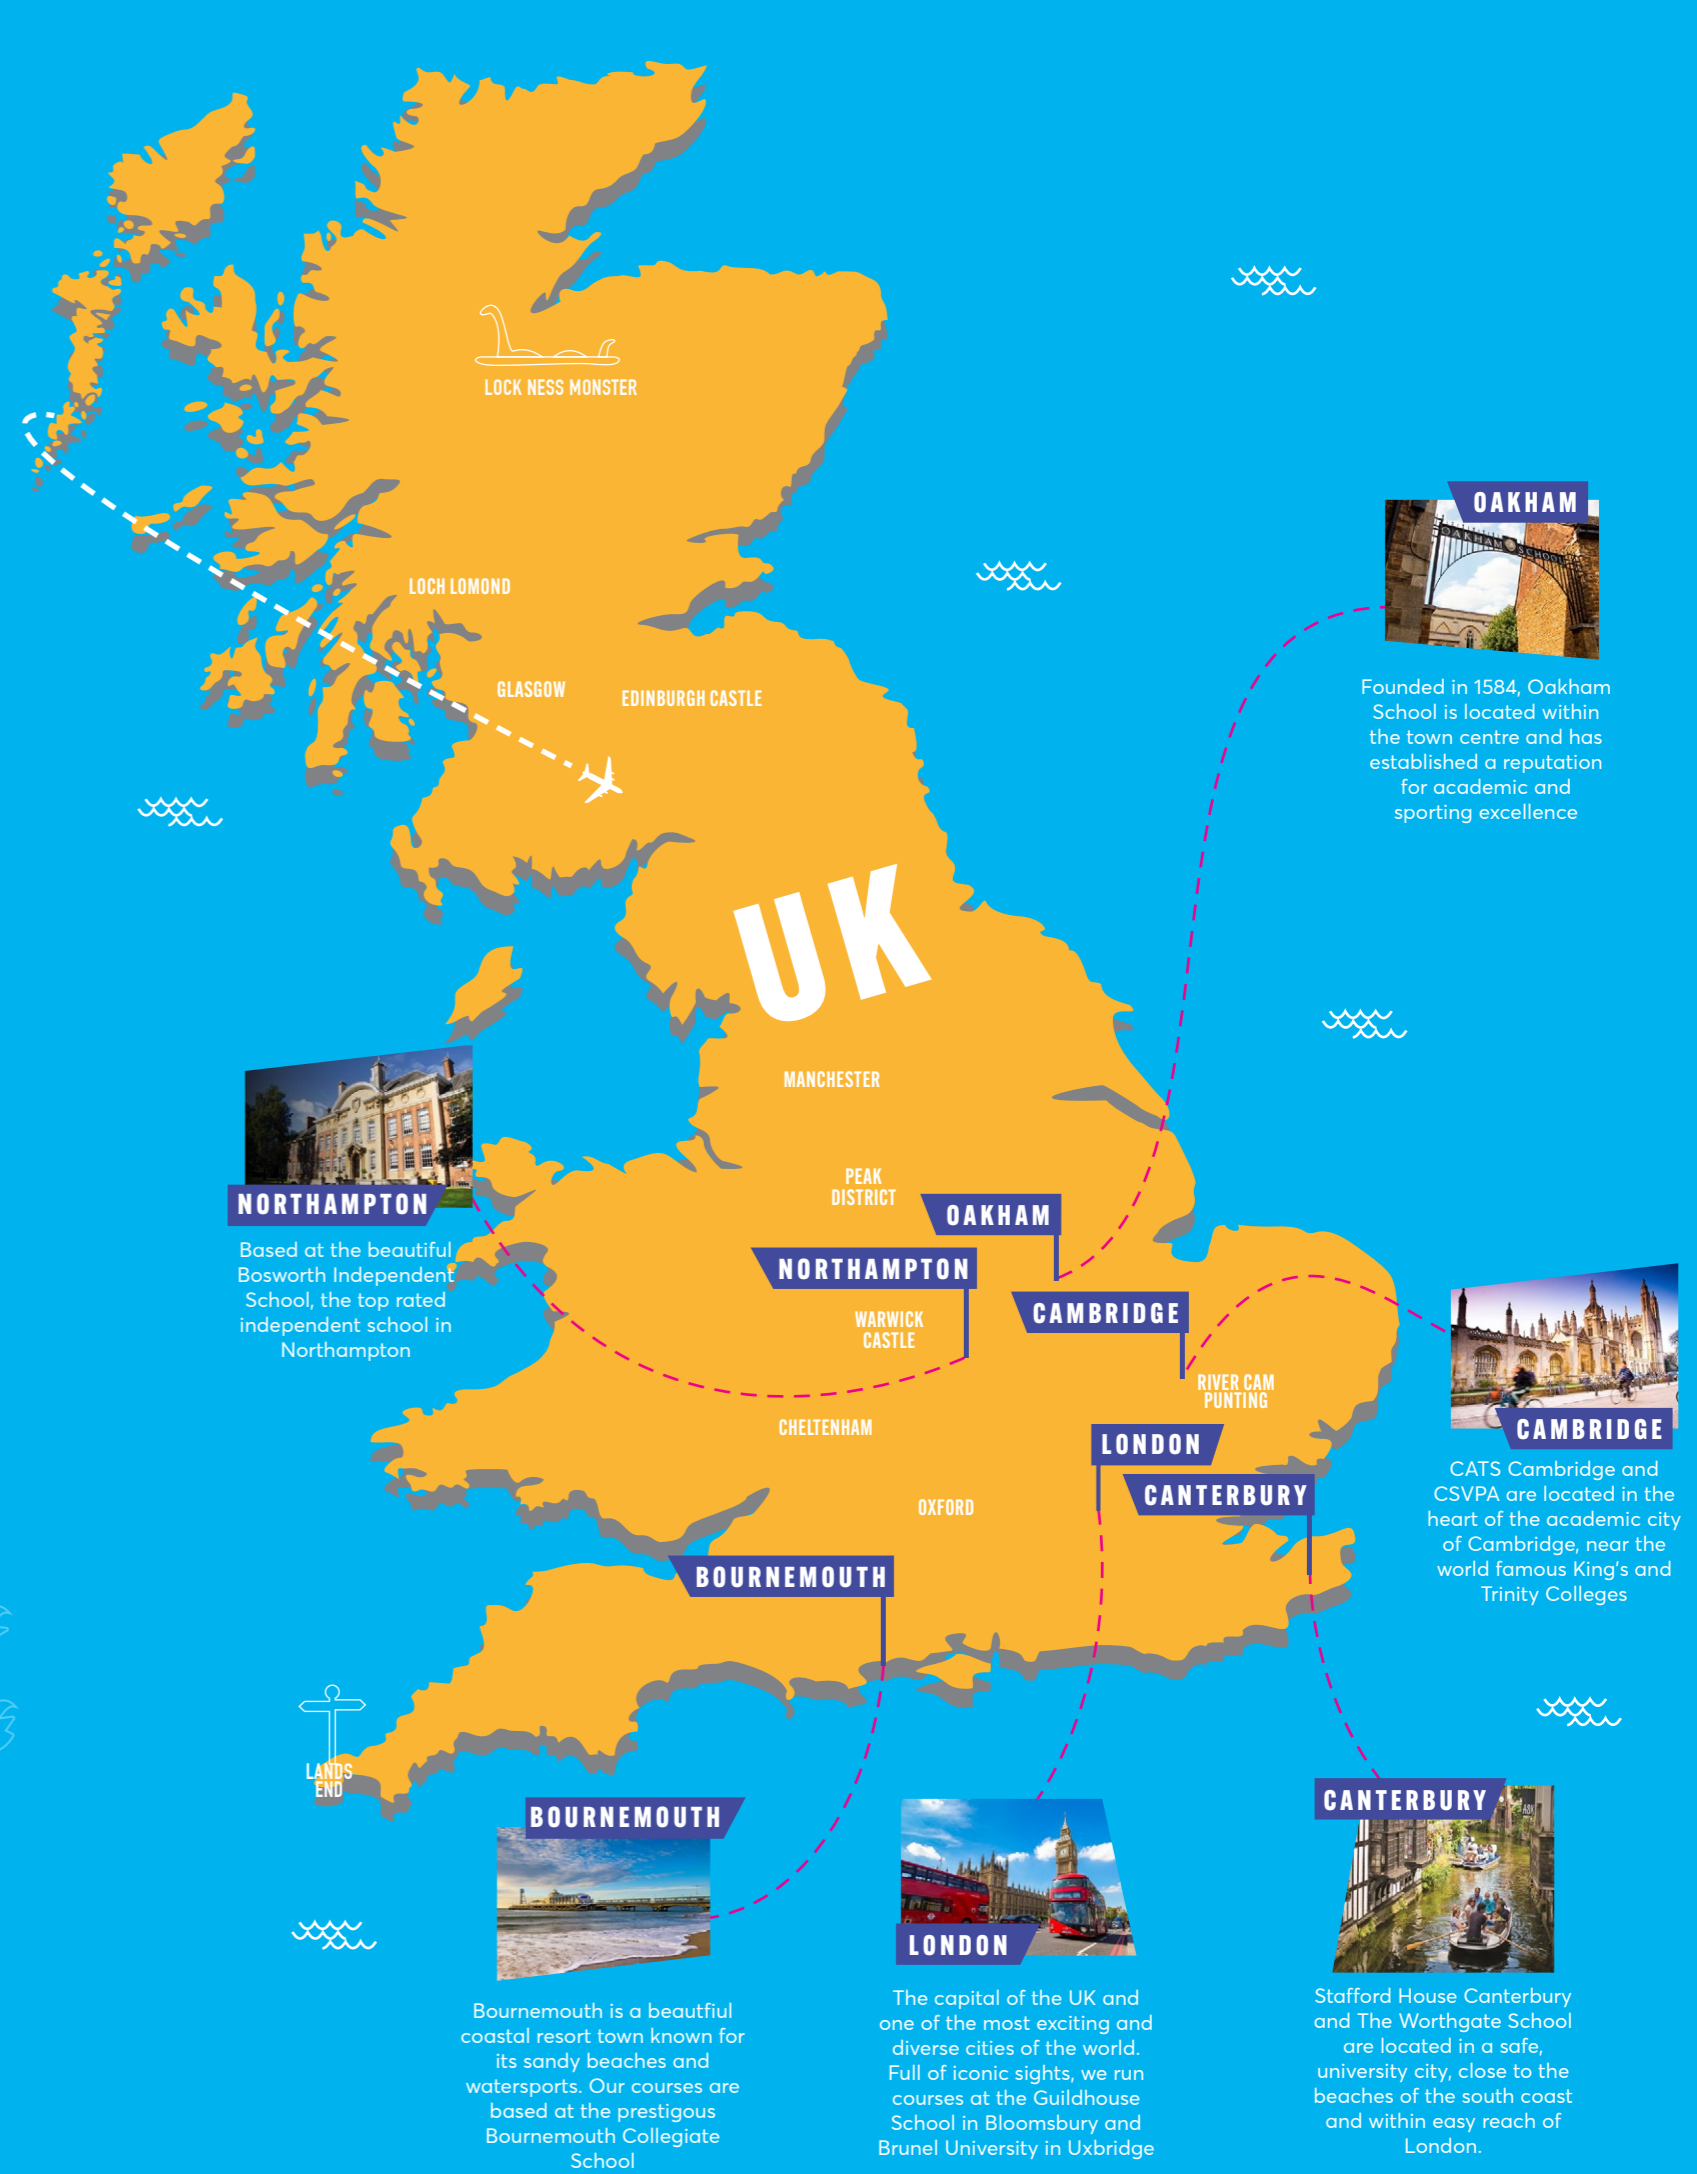 LOCK NESS MONSTER
OAKHAM
OAKHAM SCHOOL
Founded in 1584, Oakham
School is located within
the town centre and has
established a reputation
for academic and
sporting excellence
LOCH LOMOND
GLASGOW
EDINBURGH CASTLE
UK
MANCHESTER
PEAK
DISTRICT
NORTHAMPTON
Based at the beautiful
Bosworth Independent
School, the top rated
independent school in
Northampton
OAKHAM
NORTHAMPTON
WARWICK
CASTLE
CAMBRIDGE
RIVER CAM
PUNTING
CAMBRIDGE
CATS Cambridge and
CSVPA are located in the
heart of the academic city
of Cambridge, near the
world famous King's and
Trinity Colleges
CHELTENHAM
LONDON
CANTERBURY
OXFORD
BOURNEMOUTH
LANDS
END
BOURNEMOUTH
Bournemouth is a beautfiul
coastal resort town known for
its sandy beaches and
watersports. Our courses are
based at the prestigous
Bournemouth Collegiate
School
LONDON
The capital of the UK and
one of the most exciting and
diverse cities of the world.
Full of iconic sights, we run
courses at the Guildhouse
School in Bloomsbury and
Brunel University in Uxbridge
CANTERBURY
Stafford House Canterbury
and The Worthgate School
are located in a safe,
university city, close to the
beaches of the south coast
and within easy reach of
London.